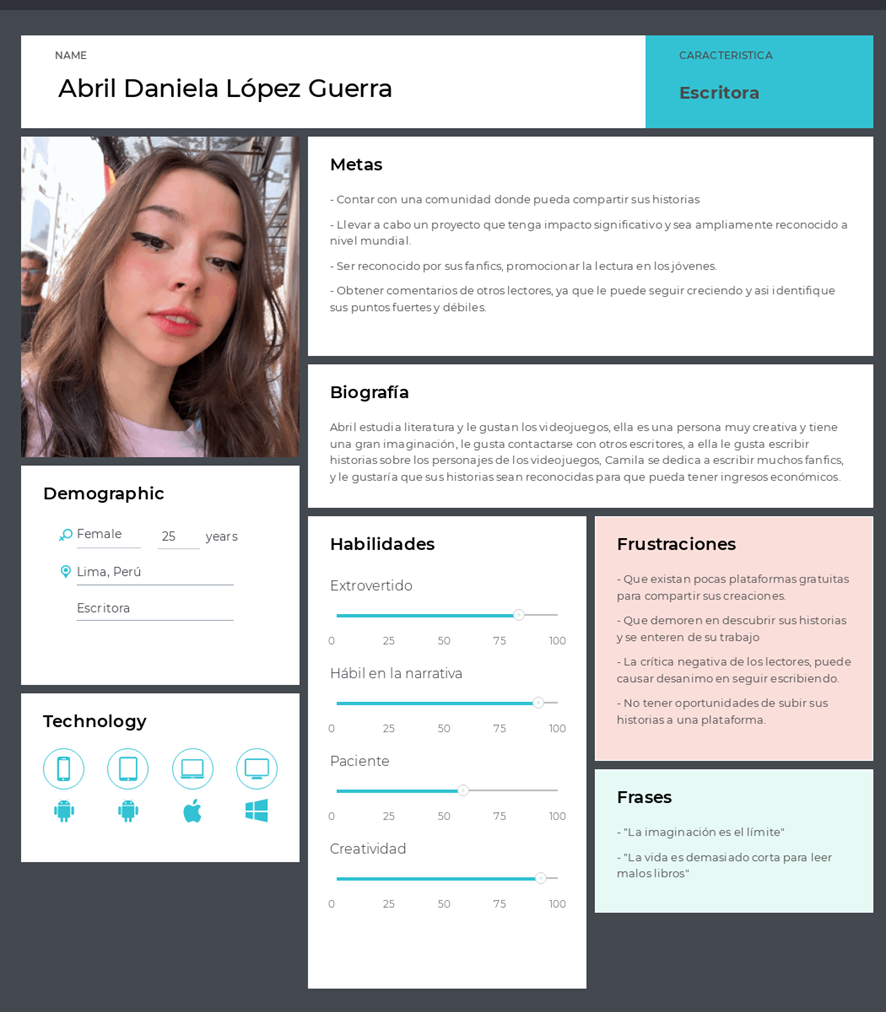 NAME
Abril Daniela López Guerra
CARACTERISTICA
Escritora
Metas
- Contar con una comunidad donde pueda compartir sus historias
- Llevar a cabo un proyecto que tenga impacto significativo y sea ampliamente reconocido a
nivel mundial.
- Ser reconocido por sus fanfics, promocionar la lectura en los jóvenes.
- Obtener comentarios de otros lectores, ya que le puede seguir creciendo y asi identifique
sus puntos fuertes y débiles.
Biografía
Abril estudia literatura y le gustan los videojuegos, ella es una persona muy creativa y tiene
una gran imaginación, le gusta contactarse con otros escritores, a ella le gusta escribir
historias sobre los personajes de los videojuegos, Camila se dedica a escribir muchos fanfics,
y le gustaría que sus historias sean reconocidas para que pueda tener ingresos económicos.
Demographic
Female 25 years
Lima, Perú
Escritora
Technology
Habilidades
Extrovertido
0 25 50 75 100
Hábil en la narrativa
0 25 50 75 100
Paciente
0 25 50 75 100
Creatividad
0 25 50 75 100
Frustraciones
- Que existan pocas plataformas gratuitas
para compartir sus creaciones.
- Que demoren en descubrir sus historias
y se enteren de su trabajo
- La crítica negativa de los lectores, puede
causar desanimo en seguir escribiendo.
- No tener oportunidades de subir sus
historias a una plataforma.
Frases
- "La imaginación es el límite"
- "La vida es demasiado corta para leer
malos libros"